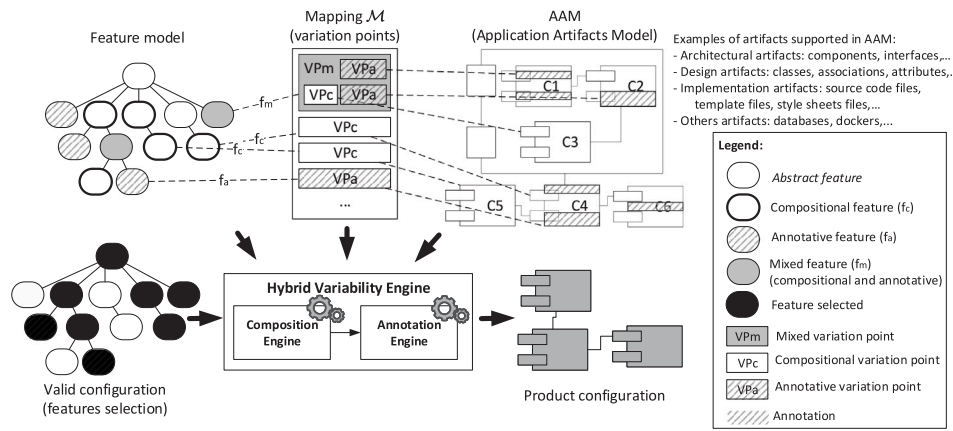 Feature model
Mapping ℳ
(variation points)
AAM
(Application Artifacts Model)
VPm
VPa
VPc
VPa
VPc
VPc
VPa
...
fm
fc
fc
fa
C1
C2
C3
C4
C5
C6
Examples of artifacts supported in AAM:
- Architectural artifacts: components, interfaces,...
- Design artifacts: classes, associations, attributes,..
- Implementation artifacts: source code files,
template files, style sheets files,...
- Others artifacts: databases, dockers,...
Legend:
Abstract feature
Compositional feature (fc)
Annotative feature (fa)
Mixed feature (fm)
(compositional and annotative)
Feature selected
VPm Mixed variation point
VPc Compositional variation point
VPa Annotative variation point
Annotation
Hybrid Variability Engine
Composition
Engine
Annotation
Engine
Valid configuration
(features selection)
Product configuration